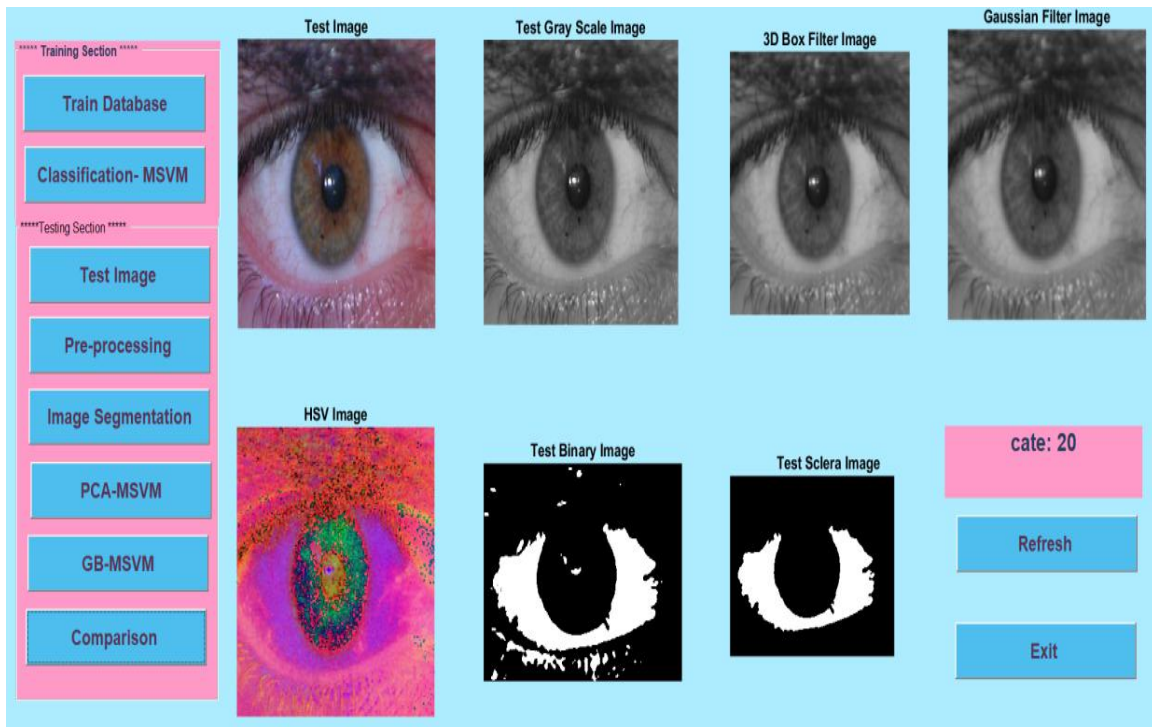 ***** Training Section *****
Train Database
Classification- MSVM
*****Testing Section *****
Test Image
Pre-processing
Image Segmentation
PCA-MSVM
GB-MSVM
Comparison
Test Image
Test Gray Scale Image
3D Box Filter Image
Gaussian Filter Image
HSV Image
Test Binary Image
Test Sclera Image
cate: 20
Refresh
Exit